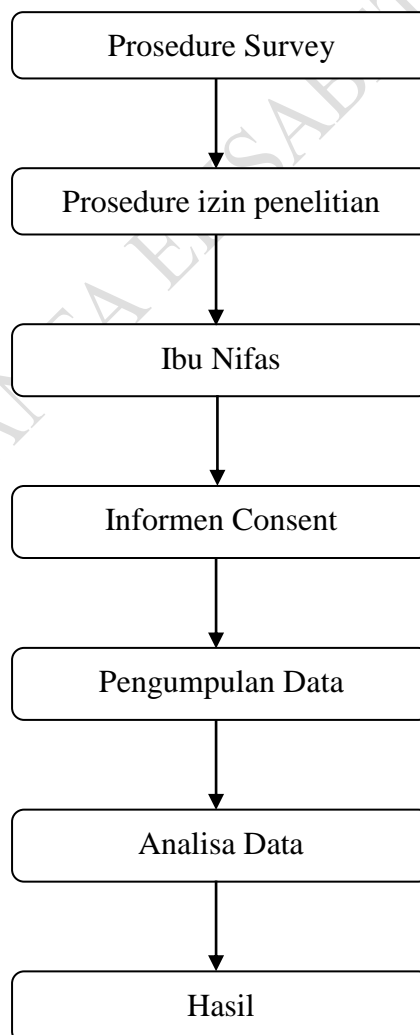 Prosedure Survey
Prosedure izin penelitian
Ibu Nifas
Informen Consent
Pengumpulan Data
Analisa Data
Hasil